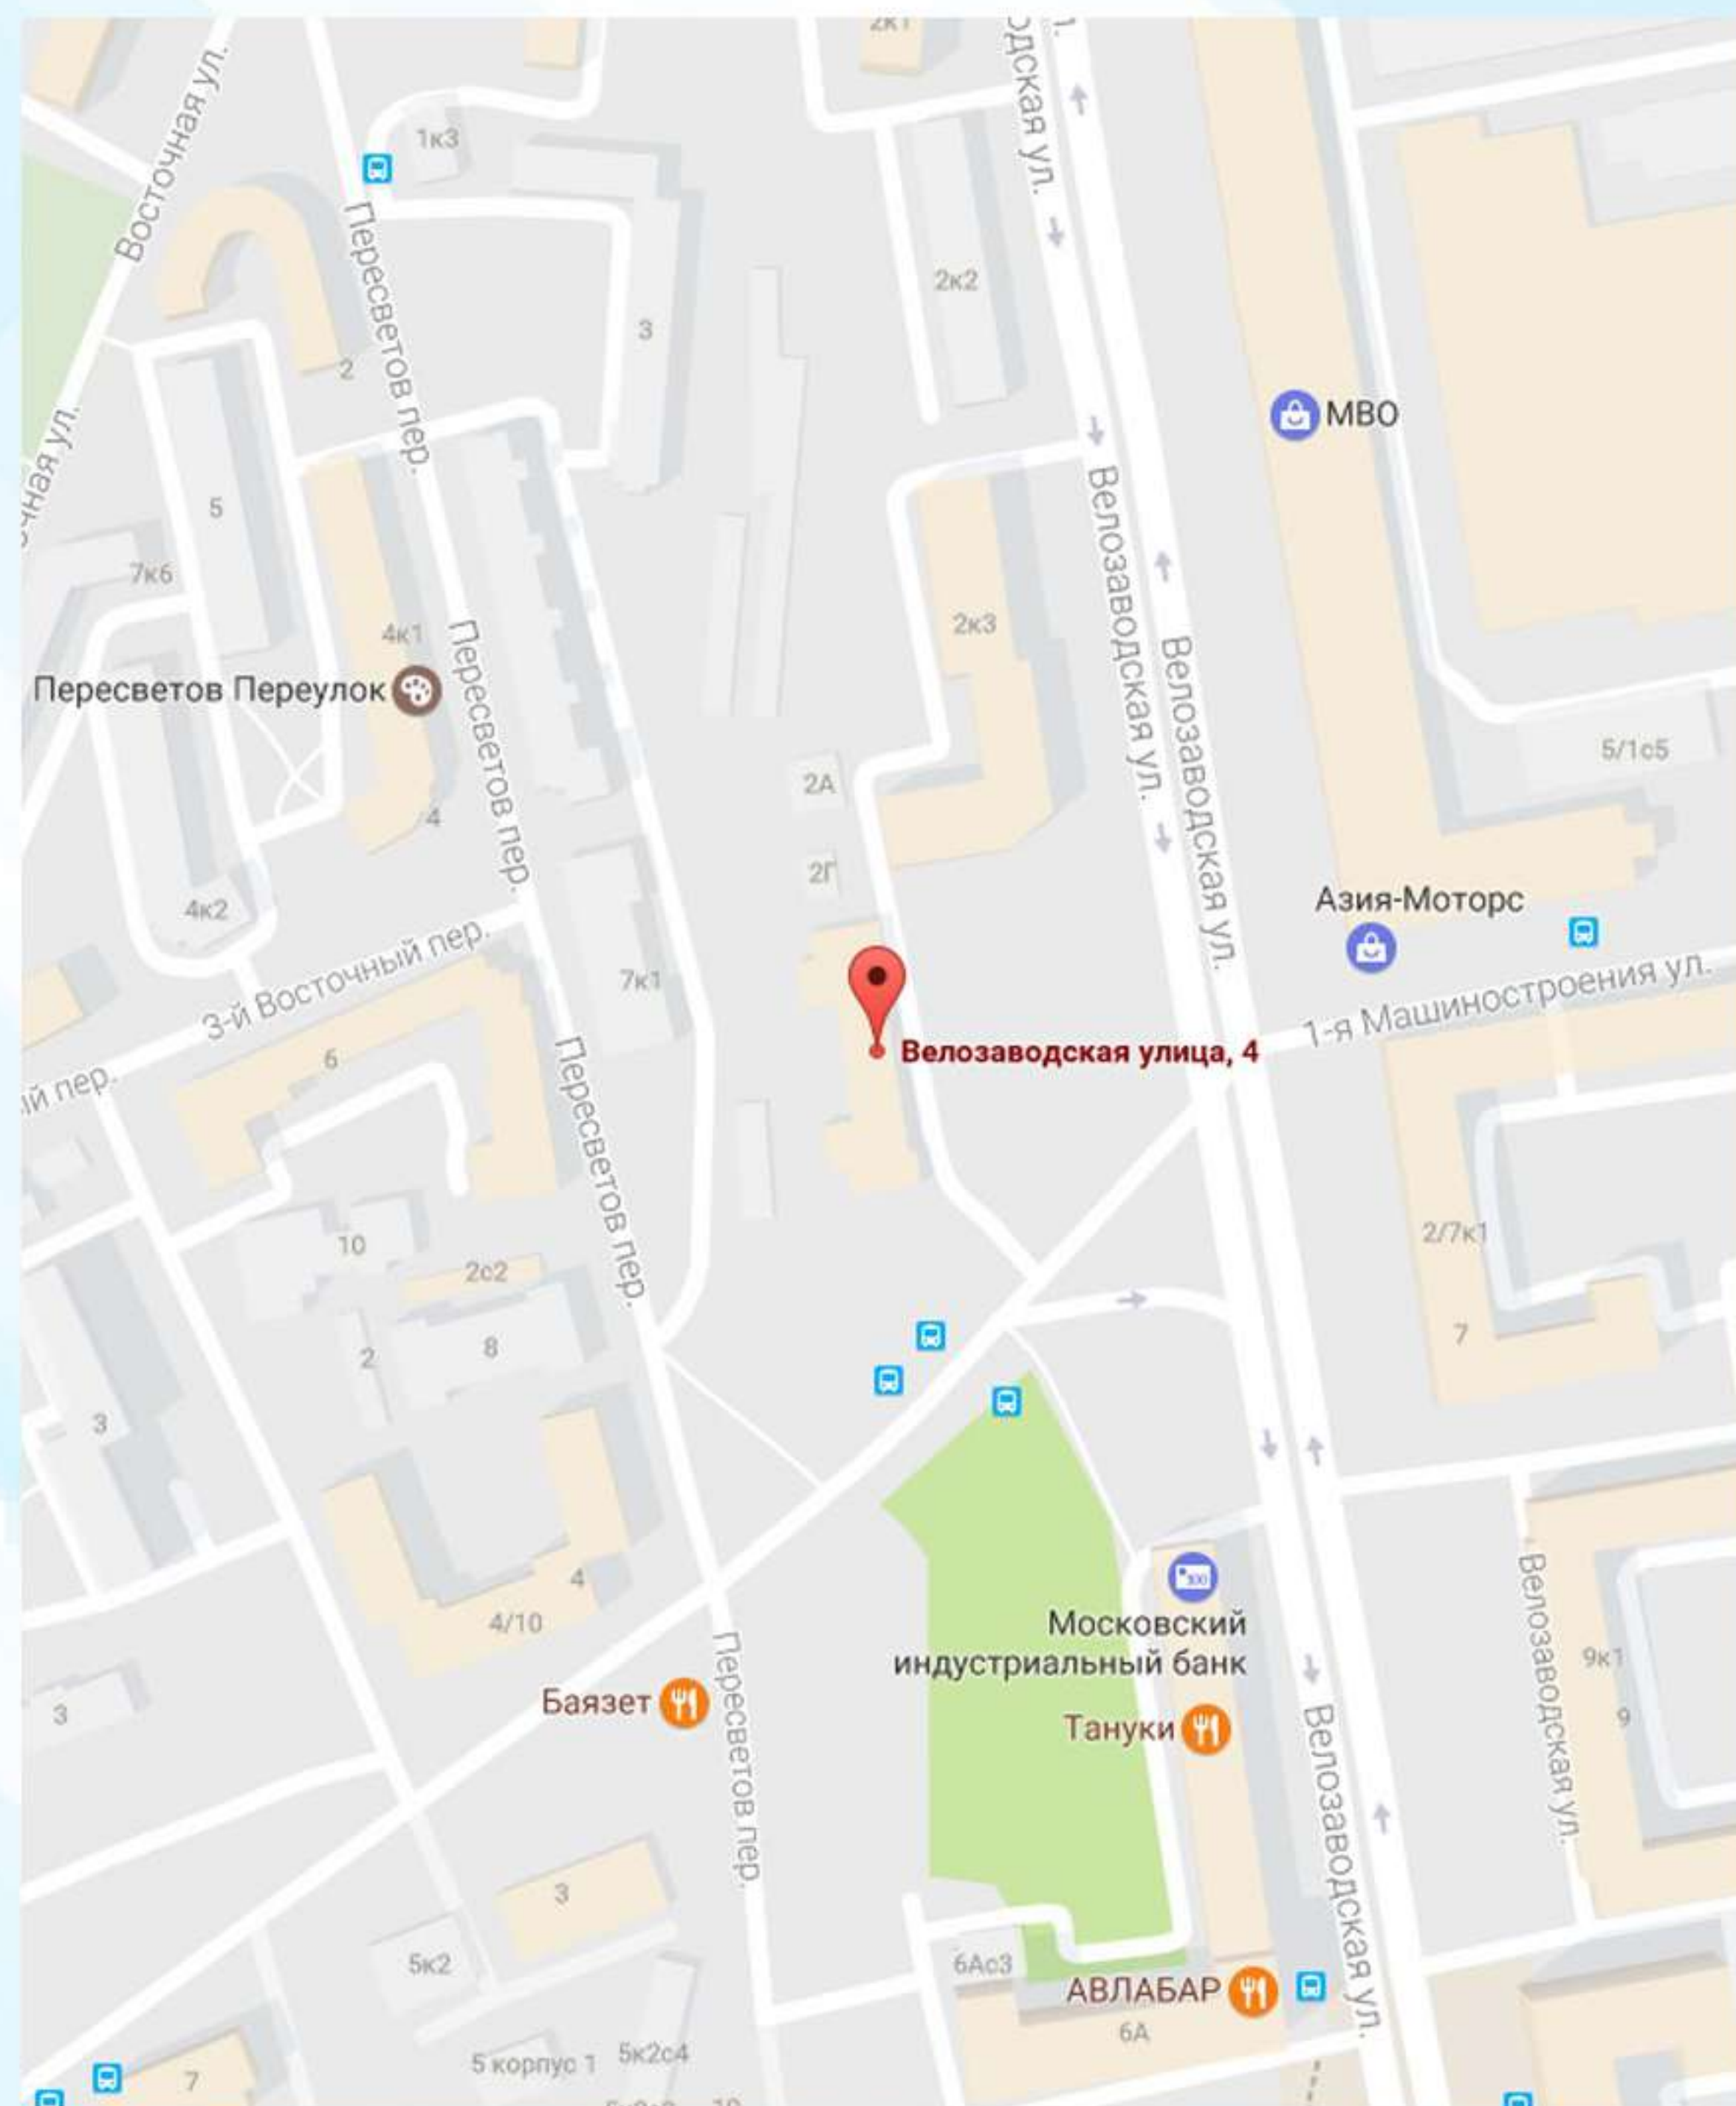 2к1
одская ул.
Восточная ул.
1к3
Пересветов пер.
2к2
3
2
МВО
5
7к6
4к1
Пересветов Переулок
Пересветов пер.
Велозаводская ул.
Велозаводская ул.
2к3
5/1с5
2А
4
2Г
4к2
Азия-Моторс
3-й Восточный пер.
7к1
1-я Машиностроения ул.
Велозаводская улица, 4
6
ый пер.
Пересветов пер.
10
2с2
2/7к1
2
8
7
3
4
4/10
Московский
индустриальный банк
Велозаводская ул.
9к1
9
Баязет
Тануки
Пересветов пер.
3
Велозаводская ул.
3
5к2
6Ас3
АВЛАБАР
6А
5 корпус 1
5к2с4
7